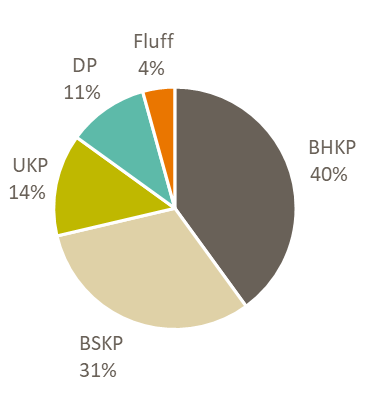 Fluff
4%
DP
11%
BHKP
40%
UKP
14%
BSKP
31%